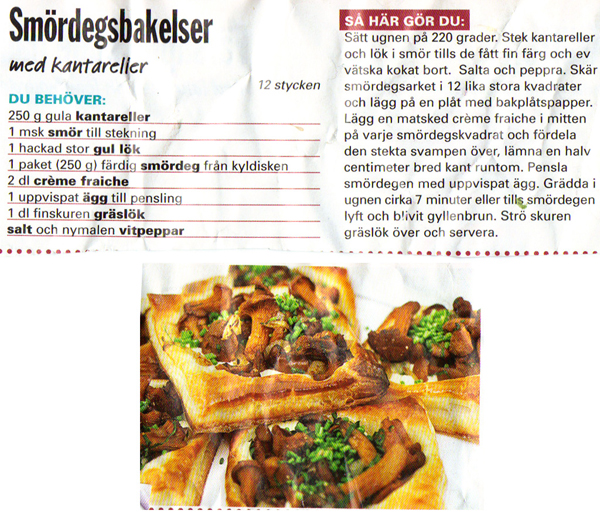 Smördegsbakelser
med kantareller
12 stycken
DU BEHÖVER:
250 g gula kantareller
1 msk smör till stekning
1 hackad stor gul lök
1 paket (250 g) färdig smördeg från kyldisken
2 dl crème fraiche
1 uppvispat ägg till pensling
1 dl finskuren gräslök
salt och nymalen vitpeppar
SÅ HÄR GÖR DU:
Sätt ugnen på 220 grader. Stek kantareller
och lök i smör tills de fått fin färg och ev
vätska kokat bort. Salta och peppra. Skär
smördegsarket i 12 lika stora kvadrater
och lägg på en plåt med bakplåtspapper.
Lägg en matsked crème fraiche i mitten
på varje smördegskvadrat och fördela
den stekta svampen över, lämna en halv
centimeter bred kant runtom. Pensla
smördegen med uppvispat ägg. Grädda i
ugnen cirka 7 minuter eller tills smördegen
lyft och blivit gyllenbrun. Strö skuren
gräslök över och servera.